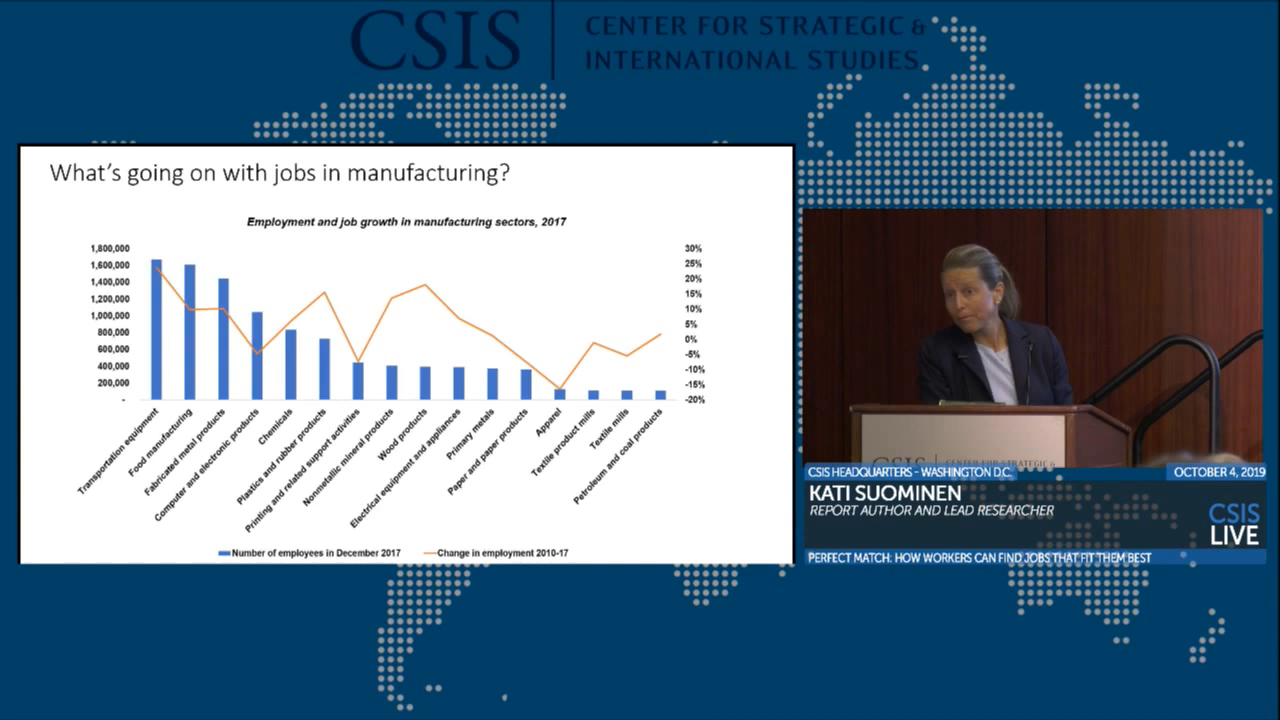 CSIS
CENTER FOR STRATEGIC &
INTERNATIONAL STUDIES
What's going on with jobs in manufacturing?
Employment and job growth in manufacturing sectors, 2017
1,800,000
1,600,000
1,400,000
1,200,000
1,000,000
800,000
600,000
400,000
200,000
-
30%
25%
20%
15%
10%
5%
0%
-5%
-10%
-15%
-20%
Transportation equipment
Food manufacturing
Fabricated metal products
Computer and electronic products
Chemicals
Plastics and rubber products
Printing and related support activities
Nonmetallic mineral products
Wood products
Electrical equipment and appliances
Primary metals
Paper and paper products
Apparel
Textile product mills
Textile mills
Petroleum and coal products
Number of employees in December 2017
Change in employment 2010-17
CSIS
CENTER FOR STRATEGIC &
CSIS HEADQUARTERS - WASHINGTON D.C.
OCTOBER 4, 2019
KATI SUOMINEN
REPORT AUTHOR AND LEAD RESEARCHER
CSIS
LIVE
PERFECT MATCH: HOW WORKERS CAN FIND JOBS THAT FIT THEM BEST